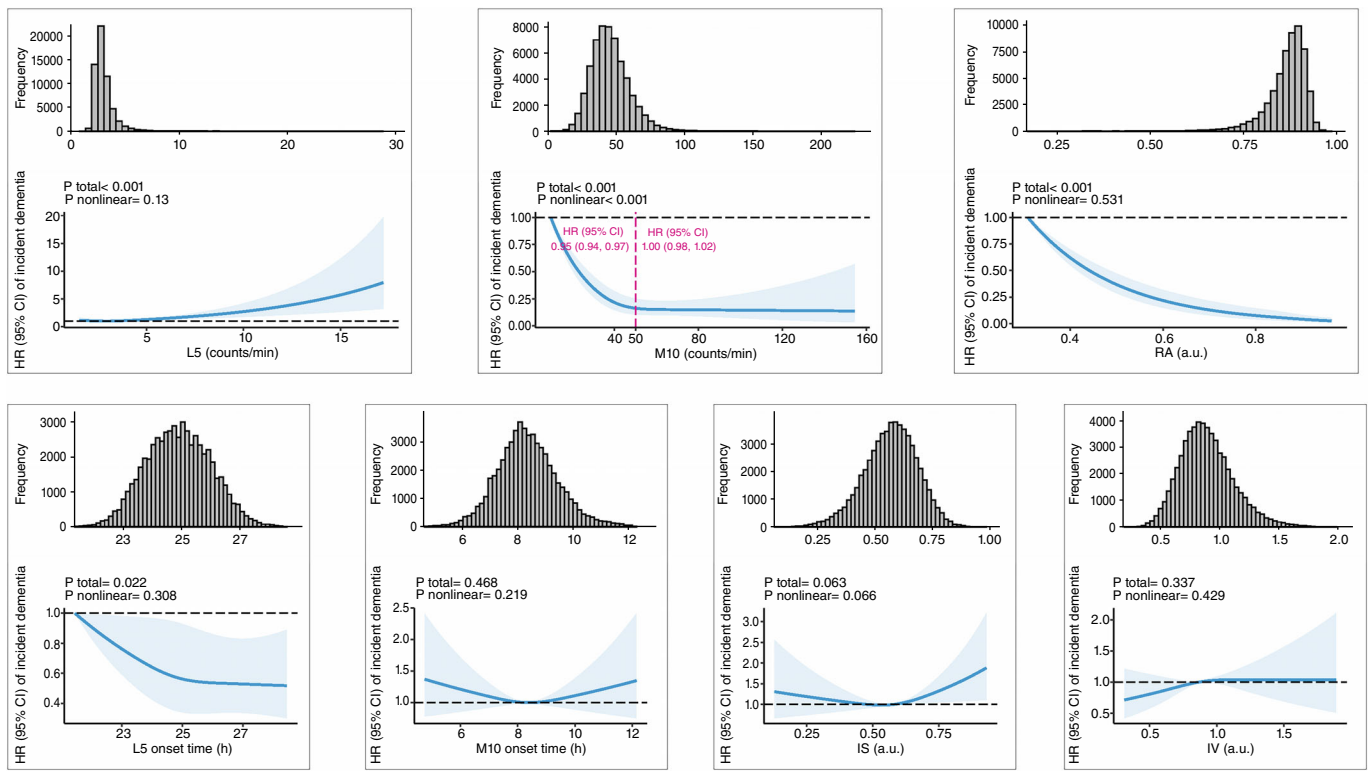 Frequency
20000
15000
10000
5000
0
0
10
20
30
HR (95% CI) of incident dementia
P total< 0.001
P nonlinear= 0.13
20
15
10
5
0
5
10
15
L5 (counts/min)
Frequency
8000
6000
4000
2000
0
0
50
100
150
200
HR (95% CI) of incident dementia
P total< 0.001
P nonlinear< 0.001
1.00
0.75
0.50
0.25
0.00
HR (95% CI)
0.95 (0.94, 0.97)
HR (95% CI)
1.00 (0.98, 1.02)
40
50
80
120
160
M10 (counts/min)
Frequency
10000
7500
5000
2500
0
0.25
0.50
0.75
1.00
HR (95% CI) of incident dementia
P total< 0.001
P nonlinear= 0.531
1.00
0.75
0.50
0.25
0.00
0.4
0.6
0.8
RA (a.u.)
Frequency
3000
2000
1000
0
23
25
27
HR (95% CI) of incident dementia
P total= 0.022
P nonlinear= 0.308
1.0
0.8
0.6
0.4
23
25
27
L5 onset time (h)
Frequency
3000
2000
1000
0
6
8
10
12
HR (95% CI) of incident dementia
P total= 0.468
P nonlinear= 0.219
2.5
2.0
1.5
1.0
6
8
10
12
M10 onset time (h)
Frequency
3000
2000
1000
0
0.25
0.50
0.75
1.00
HR (95% CI) of incident dementia
P total= 0.063
P nonlinear= 0.066
3.0
2.5
2.0
1.5
1.0
0.25
0.50
0.75
IS (a.u.)
Frequency
4000
3000
2000
1000
0
0.5
1.0
1.5
2.0
HR (95% CI) of incident dementia
P total= 0.337
P nonlinear= 0.429
2.0
1.5
1.0
0.5
0.5
1.0
1.5
IV (a.u.)